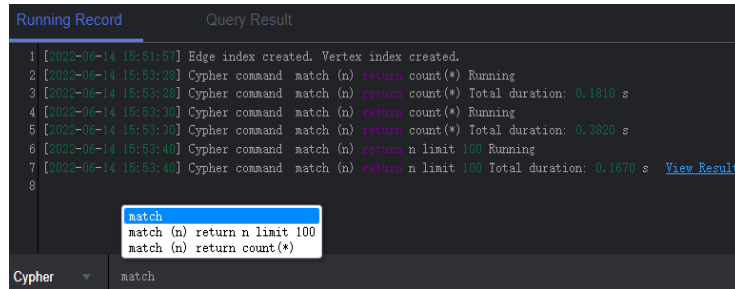 Running Record Query Result
1 [2022-06-14 15:51:57] Edge index created. Vertex index created.
2 [2022-06-14 15:53:28] Cypher command match (n) return count(*) Running
3 [2022-06-14 15:53:28] Cypher command match (n) return count(*) Total duration: 0.1810 s
4 [2022-06-14 15:53:30] Cypher command match (n) return count(*) Running
5 [2022-06-14 15:53:30] Cypher command match (n) return count(*) Total duration: 0.3820 s
6 [2022-06-14 15:53:40] Cypher command match (n) return n limit 100 Running
7 [2022-06-14 15:53:40] Cypher command match (n) return n limit 100 Total duration: 0.1670 s View Result
8
match
match (n) return n limit 100
match (n) return count(*)
Cypher match